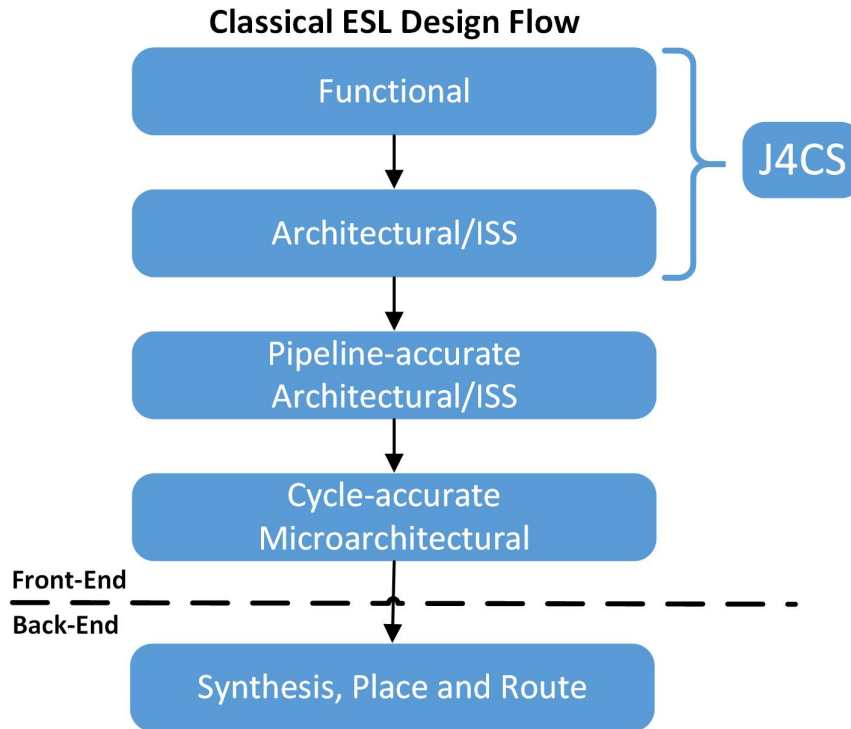 Classical ESL Design Flow
Functional
J4CS
Architectural/ISS
Pipeline-accurate
Architectural/ISS
Cycle-accurate
Microarchitectural
Front-End
Back-End
Synthesis, Place and Route